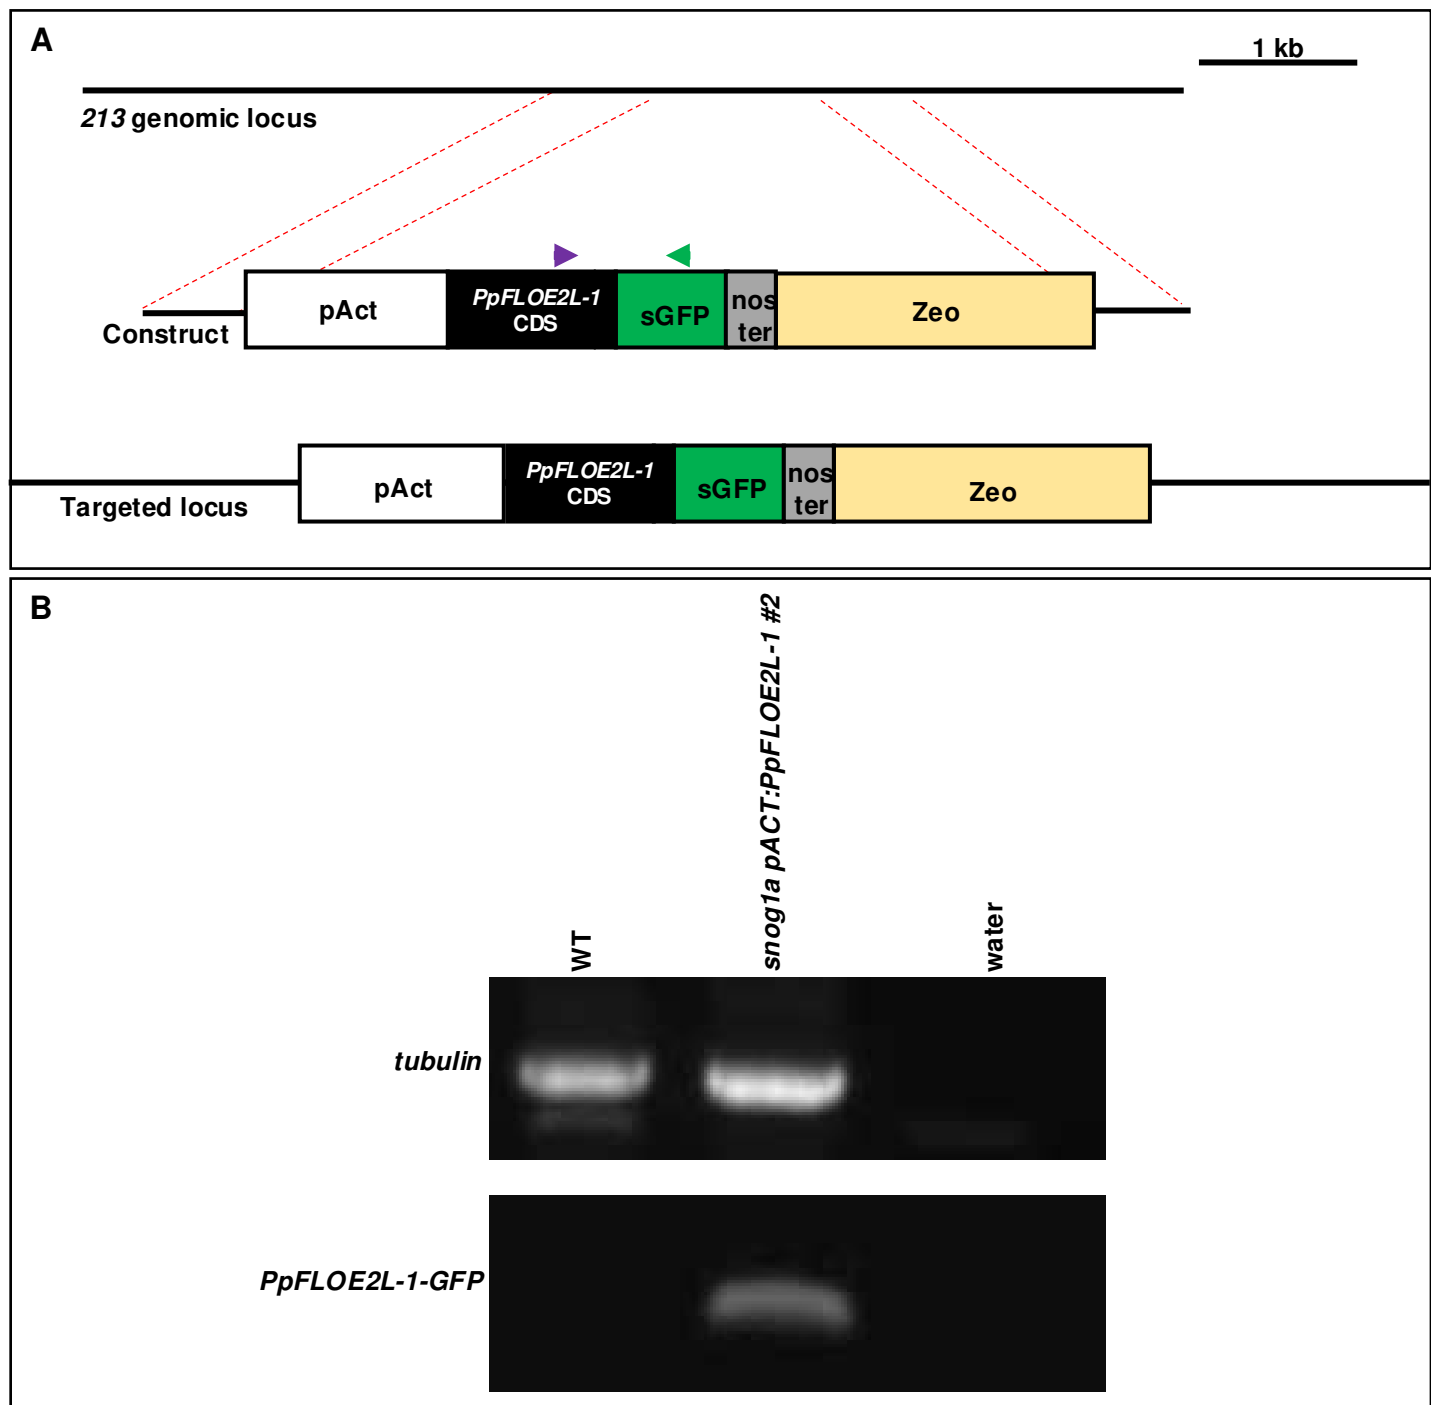 A
1 kb
213 genomic locus
pAct
PpFLOE2L-1
CDS
sGFP
nos
ter
Zeo
Construct
pAct
PpFLOE2L-1
CDS
sGFP
nos
ter
Zeo
Targeted locus
B
WT
snog1a pACT:PpFLOE2L-1 #2
water
tubulin
PpFLOE2L-1-GFP